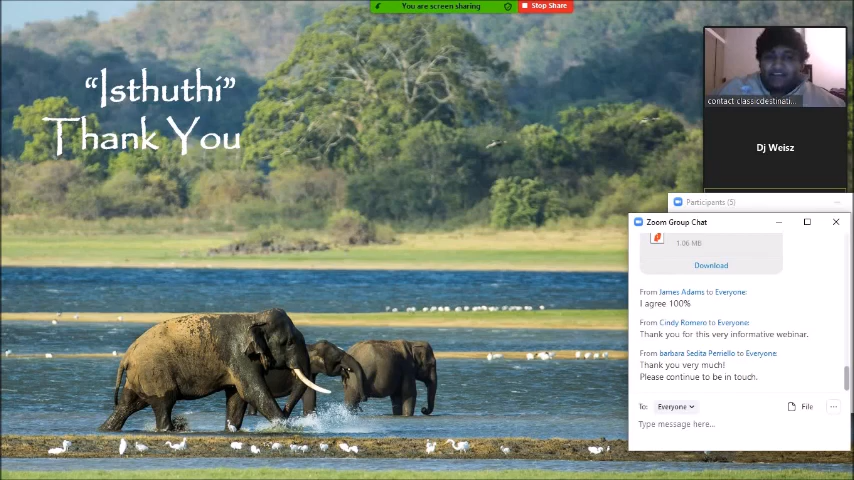 You are screen sharing
Stop Share
“Isthuthi”
Thank You
contact classicdestinati...
Dj Weisz
Participants (5)
Zoom Group Chat
1.06 MB
Download
From James Adams to Everyone:
I agree 100%
From Cindy Romero to Everyone:
Thank you for this very informative webinar.
From barbara Sedita Perriello to Everyone:
Thank you very much!
Please continue to be in touch.
To: Everyone File
Type message here...